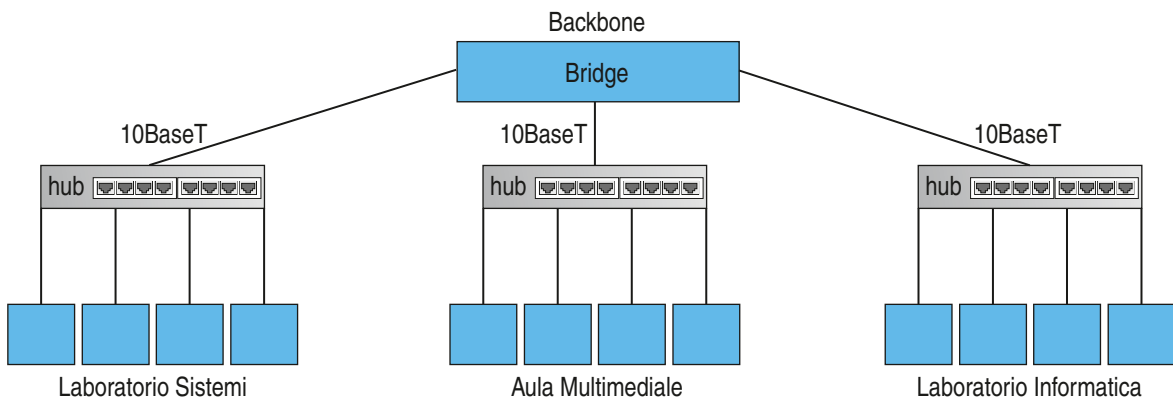 Backbone
Bridge
10BaseT
10BaseT
10BaseT
hub
hub
hub
Laboratorio Sistemi
Aula Multimediale
Laboratorio Informatica